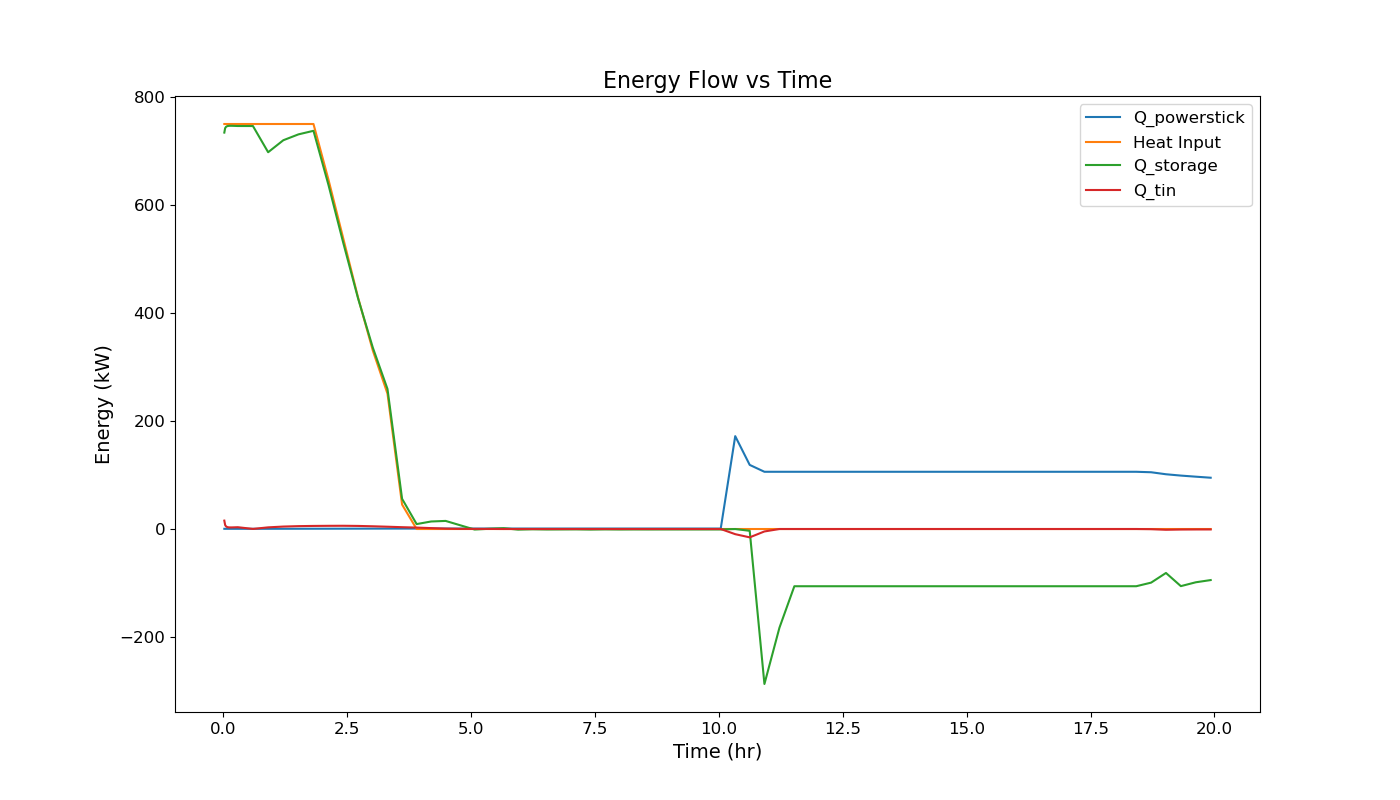 Energy Flow vs Time
800
600
400
200
0
−200
Energy (kW)
Q_powerstick
Heat Input
Q_storage
Q_tin
0.0 2.5 5.0 7.5 10.0 12.5 15.0 17.5 20.0
Time (hr)